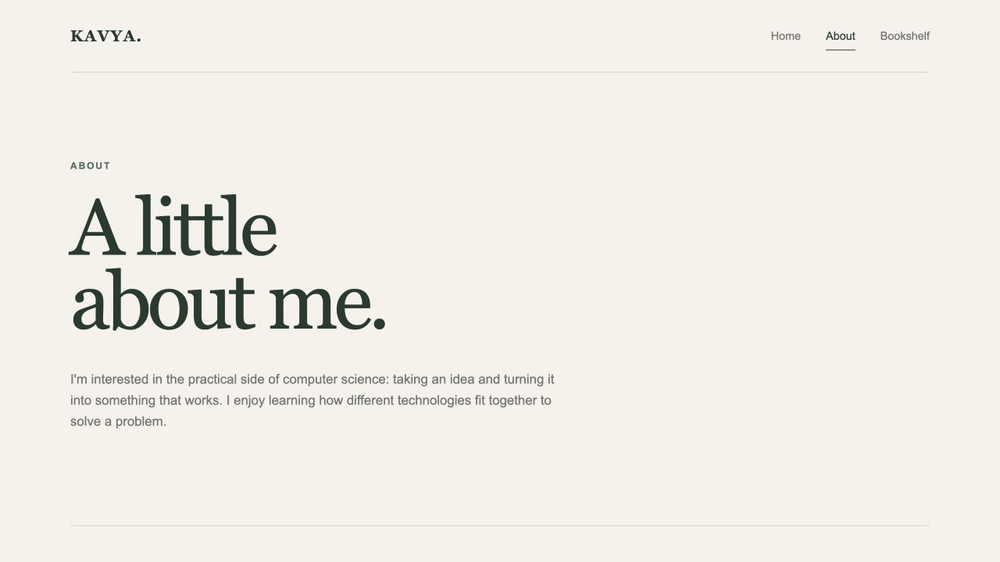 KAVYA.
Home
About
Bookshelf
ABOUT
A little
about me.
I'm interested in the practical side of computer science: taking an idea and turning it
into something that works. I enjoy learning how different technologies fit together to
solve a problem.